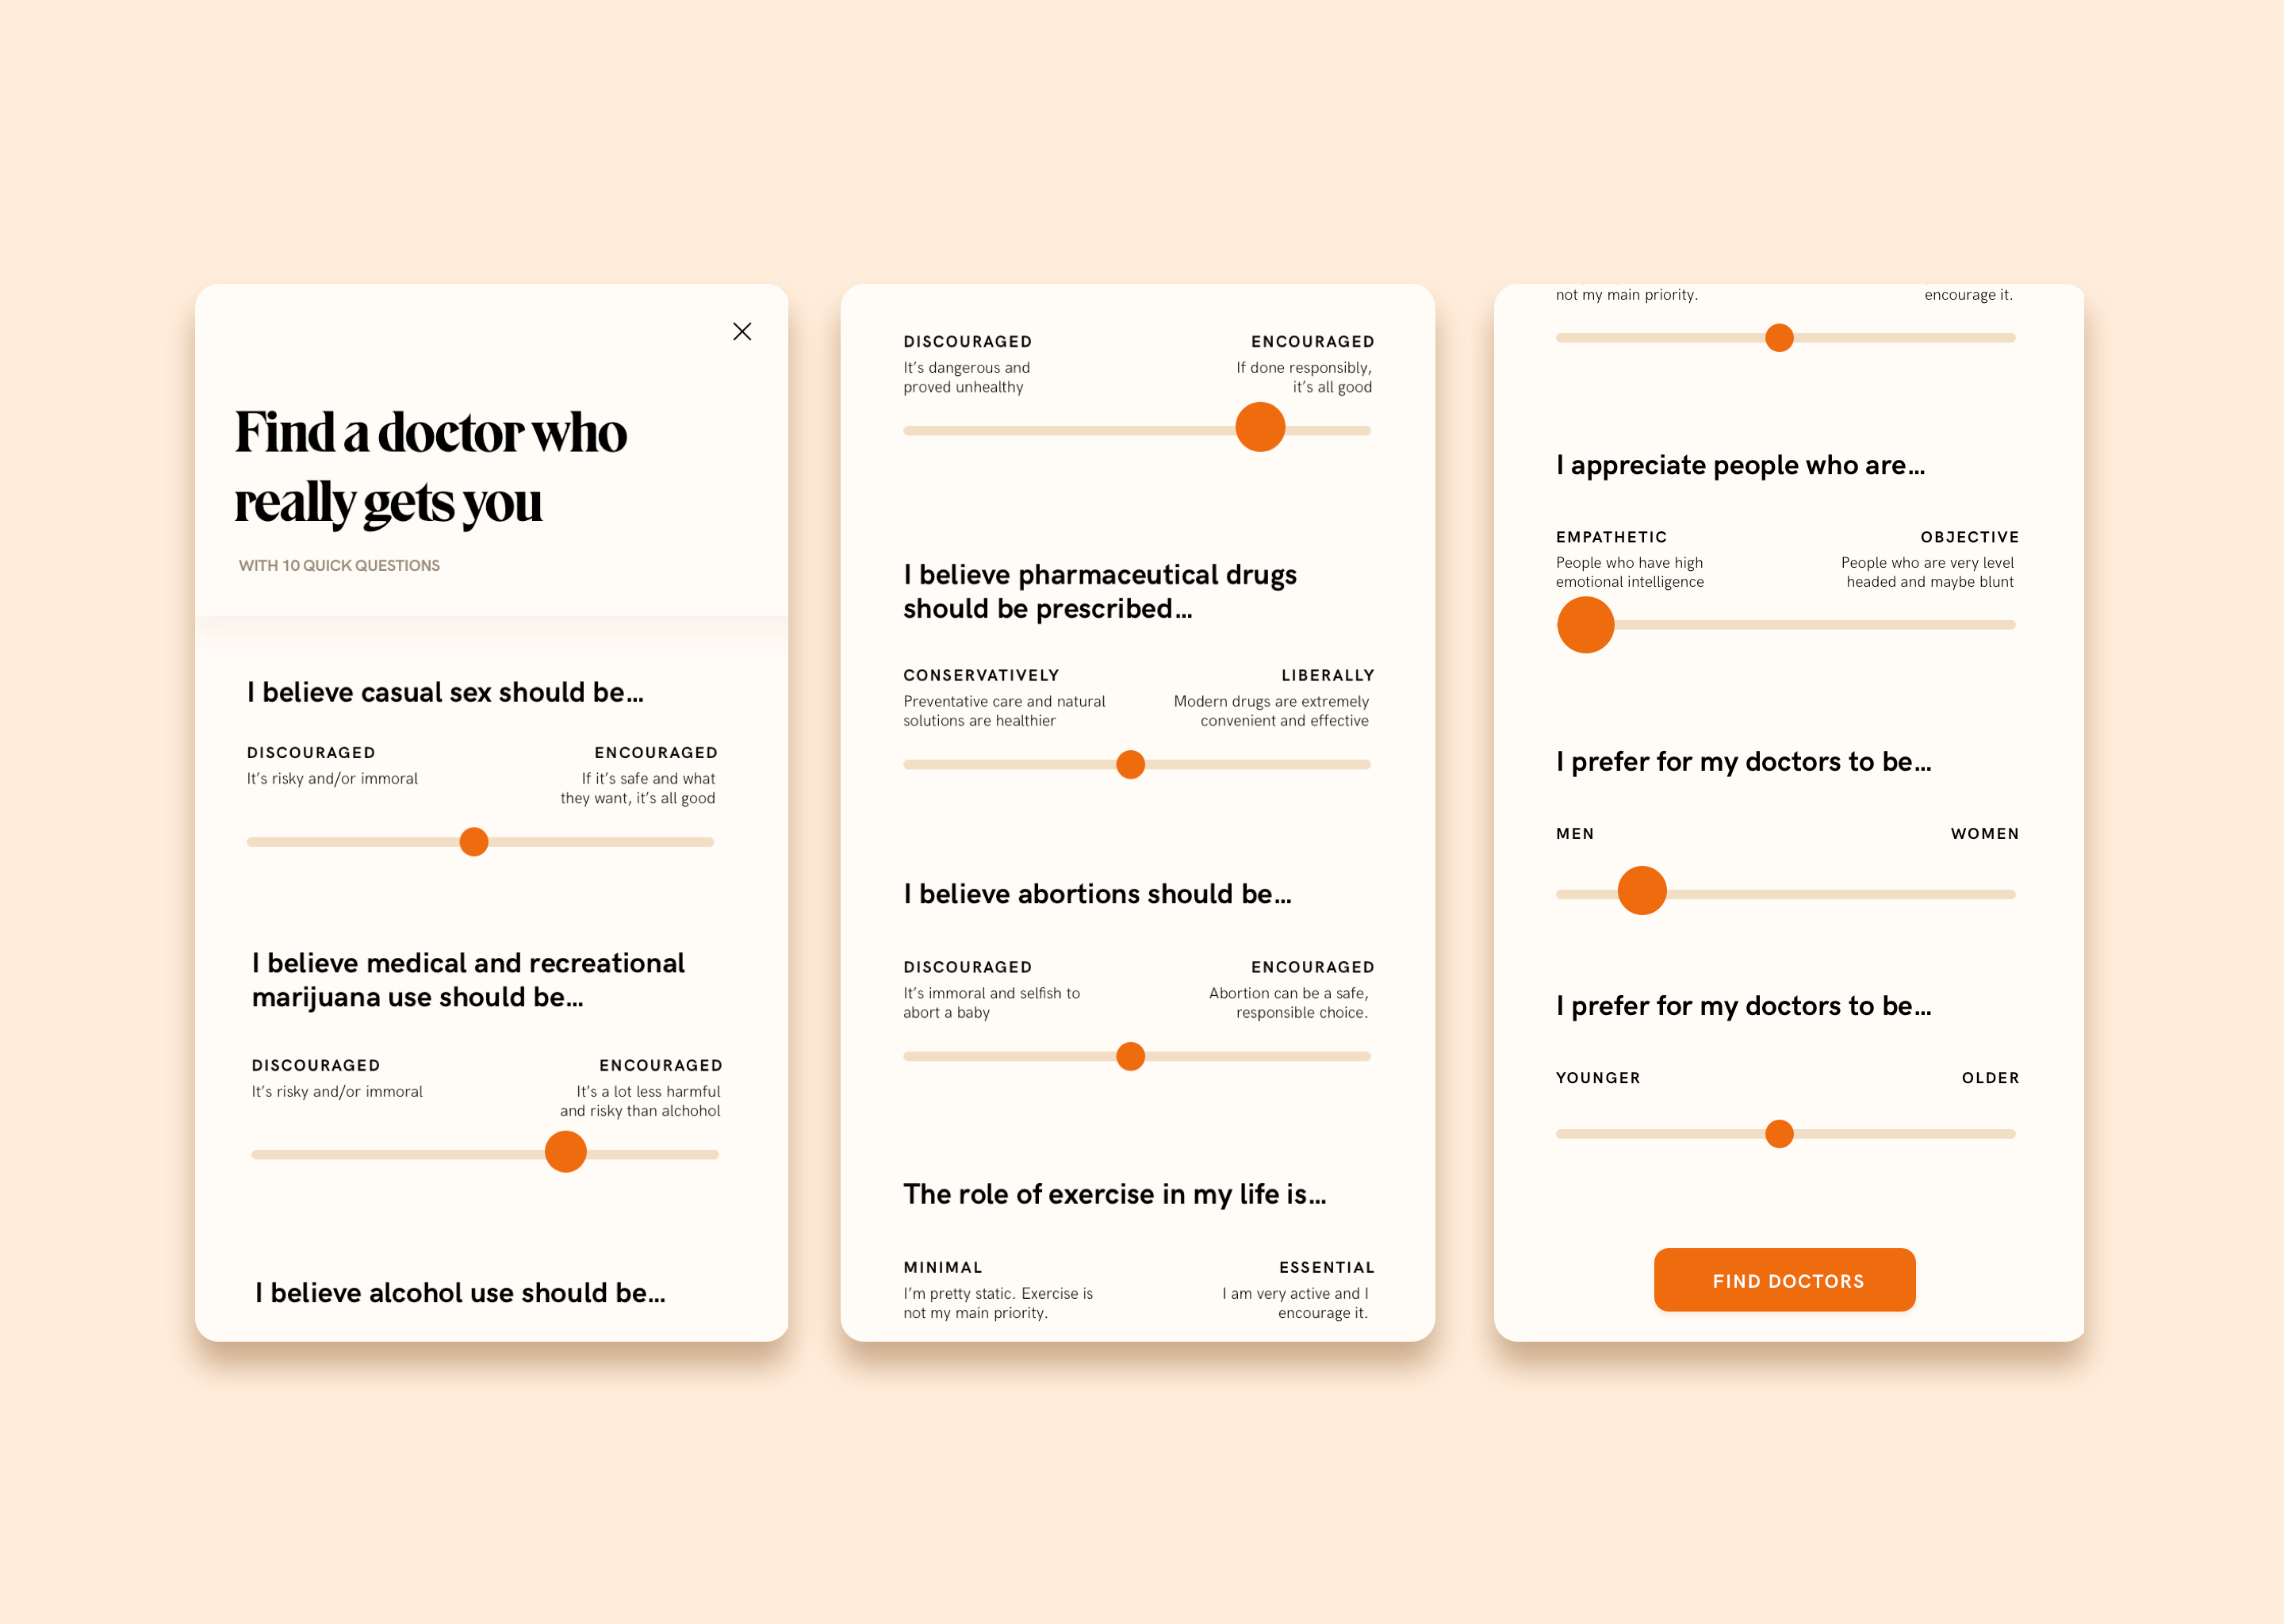 Find a doctor who
really gets you
WITH 10 QUICK QUESTIONS
I believe casual sex should be...
DISCOURAGED
It's risky and/or immoral
ENCOURAGED
If it's safe and what
they want, it's all good
I believe medical and recreational
marijuana use should be...
DISCOURAGED
It's risky and/or immoral
ENCOURAGED
It's a lot less harmful
and risky than alchohol
I believe alcohol use should be...
DISCOURAGED
It's dangerous and
proved unhealthy
ENCOURAGED
If done responsibly,
it's all good
I believe pharmaceutical drugs
should be prescribed...
CONSERVATIVELY
Preventative care and natural
solutions are healthier
LIBERALLY
Modern drugs are extremely
convenient and effective
I believe abortions should be...
DISCOURAGED
It's immoral and selfish to
abort a baby
ENCOURAGED
Abortion can be a safe,
responsible choice.
The role of exercise in my life is...
MINIMAL
I'm pretty static. Exercise is
not my main priority.
ESSENTIAL
I am very active and I
encourage it.
not my main priority.
encourage it.
I appreciate people who are...
EMPATHETIC
People who have high
emotional intelligence
OBJECTIVE
People who are very level
headed and maybe blunt
I prefer for my doctors to be...
MEN
WOMEN
I prefer for my doctors to be...
YOUNGER
OLDER
FIND DOCTORS